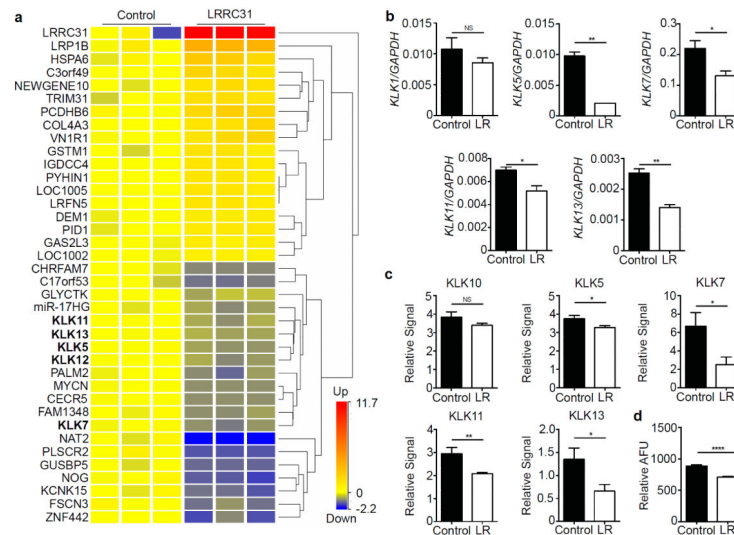 a
Control
LRRC31
LRRC31
LRP1B
HSPA6
C3orf49
NEWGENE10
TRIM31
PCDHB6
COL4A3
VN1R1
GSTM1
IGDCC4
PYHIN1
LOC1005
LRFN5
DEM1
PID1
GAS2L3
LOC1002
CHRFAM7
C17orf53
GLYCTK
miR-17HG
KLK11
KLK13
KLK5
KLK12
PALM2
MYCN
CECR5
FAM1348
KLK7
NAT2
PLSCR2
GUSBP5
NOG
KCNK15
FSCN3
ZNF442
Up
11.7
0
-2.2
Down
b
KLK1/GAPDH
0.015
0.010
0.005
0.000
NS
Control LR
KLK5/GAPDH
0.015
0.010
0.005
0.000
**
Control LR
KLK7/GAPDH
0.3
0.2
0.1
0.0
*
Control LR
KLK11/GAPDH
0.008
0.006
0.004
0.002
0.000
*
Control LR
KLK13/GAPDH
0.003
0.002
0.001
0.000
**
Control LR
c
KLK10
Relative Signal
5
4
3
2
1
0
NS
Control LR
KLK5
Relative Signal
5
4
3
2
1
0
*
Control LR
KLK7
Relative Signal
10
8
6
4
2
0
*
Control LR
KLK11
Relative Signal
4
3
2
1
0
**
Control LR
KLK13
Relative Signal
2.0
1.5
1.0
0.5
0.0
*
Control LR
d
Relative AFU
1500
1000
500
0
****
Control LR